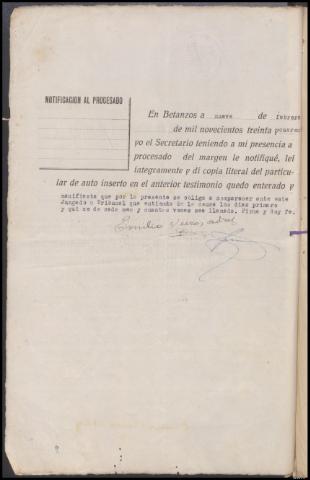 NOTIFICACION AL PROCESADO
En Betanzos a nueve de febrero
de mil novecientos treinta y
yo el Secretario teniendo a mi presencia a
procesado del margen le notifiqué, leí
íntegramente y di copia literal del particu-
lar de auto inserto en el anterior testimonio quedo enterado y
manifiesta que por la presente se obliga a comparecer ante este
Juzgado o Tribunal que entienda de la causa los días primero
y quince de cada mes y cuantas veces sea llamado. Firma y doy fe.
Emilio